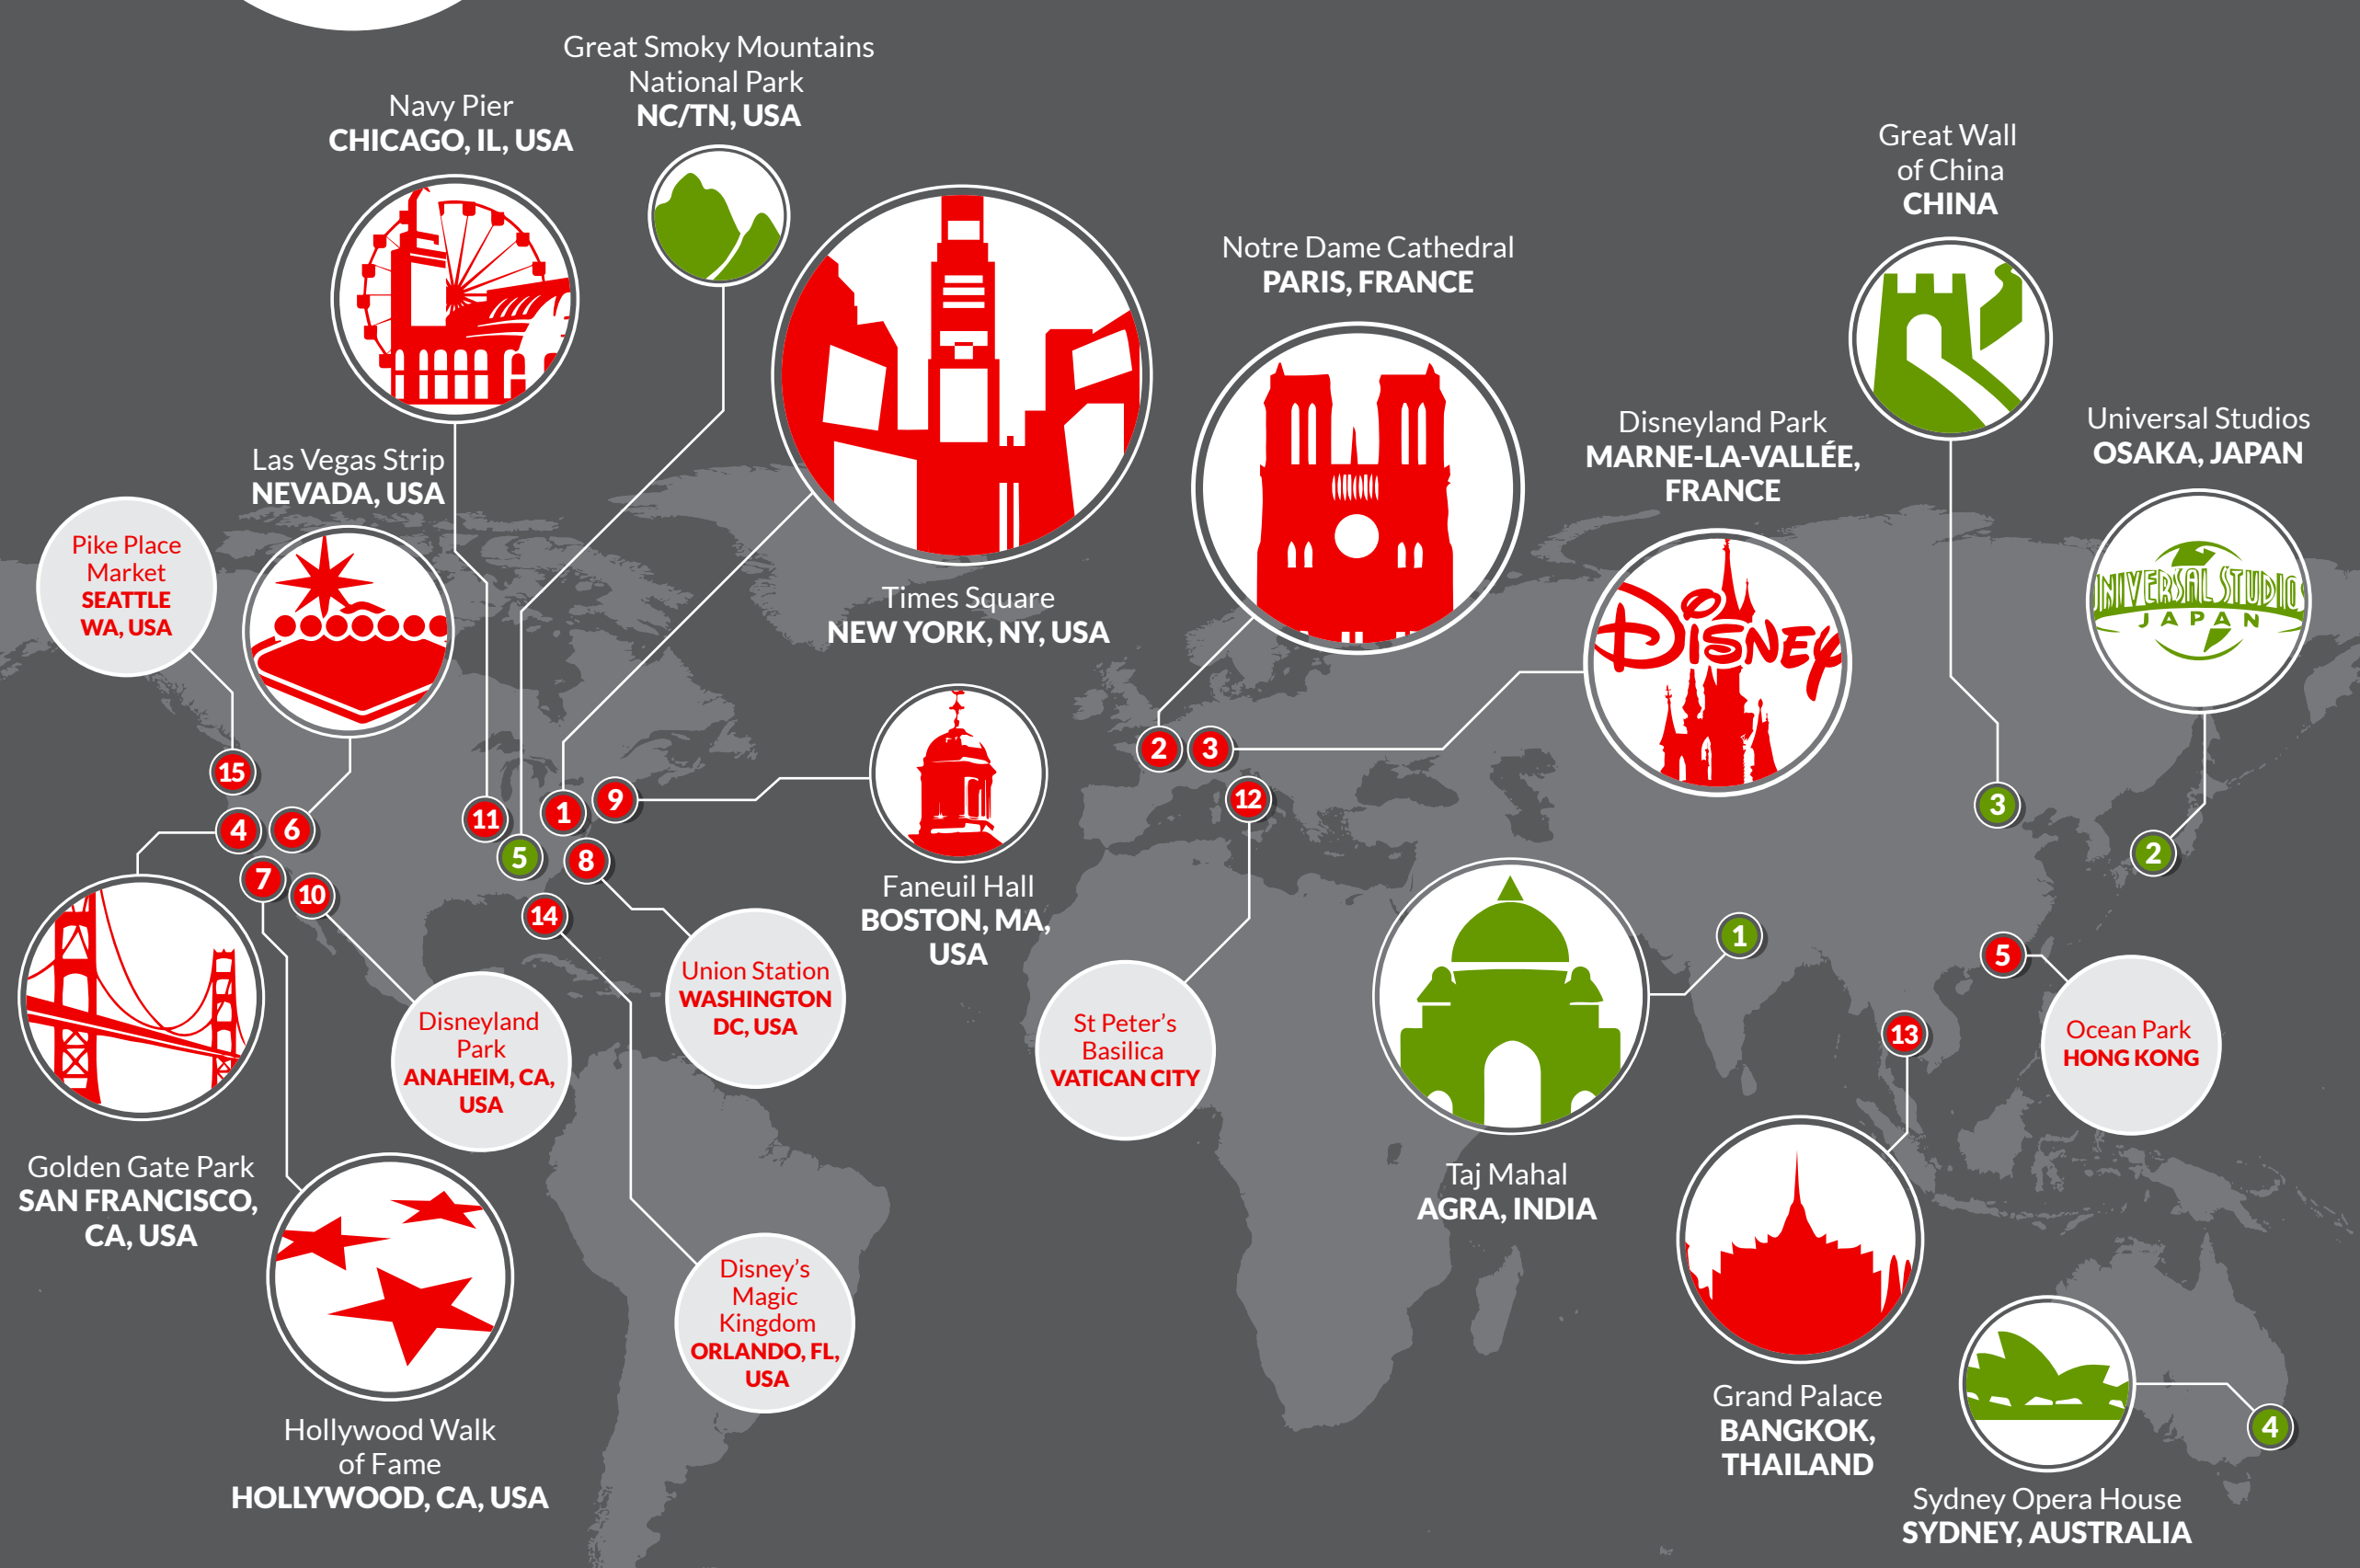 Great Smoky Mountains
National Park
NC/TN, USA
Navy Pier
CHICAGO, IL, USA
Great Wall
of China
CHINA
Notre Dame Cathedral
PARIS, FRANCE
Disneyland Park
MARNE-LA-VALLÉE,
FRANCE
Universal Studios
OSAKA, JAPAN
Las Vegas Strip
NEVADA, USA
Pike Place
Market
SEATTLE
WA, USA
Times Square
NEW YORK, NY, USA
DISNEY
NIVERSAL STUDIO
JAPAN
15
4
6
7
10
11
5
1
9
8
14
2
3
12
3
2
1
5
13
4
Faneuil Hall
BOSTON, MA,
USA
Union Station
WASHINGTON
DC, USA
Disneyland
Park
ANAHEIM, CA,
USA
St Peter's
Basilica
VATICAN CITY
Ocean Park
HONG KONG
Golden Gate Park
SAN FRANCISCO,
CA, USA
Taj Mahal
AGRA, INDIA
Disney's
Magic
Kingdom
ORLANDO, FL,
USA
Hollywood Walk
of Fame
HOLLYWOOD, CA, USA
Grand Palace
BANGKOK,
THAILAND
Sydney Opera House
SYDNEY, AUSTRALIA